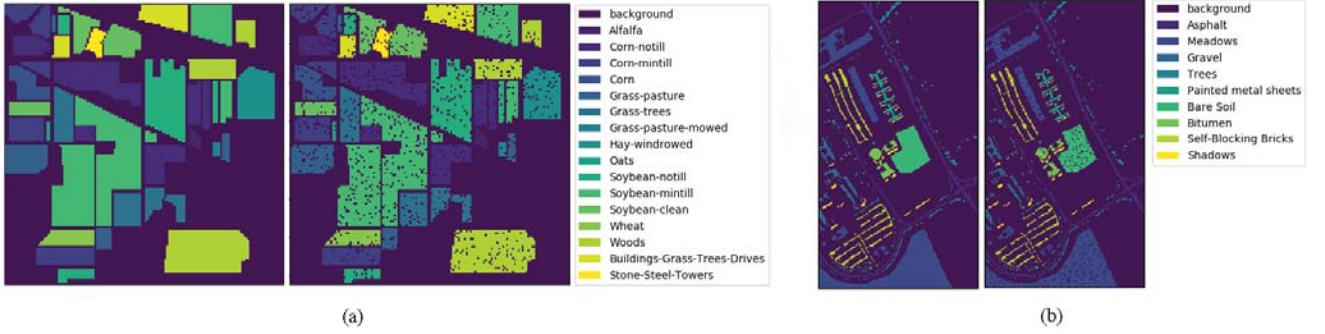 background
Alfalfa
Corn-notill
Corn-mintill
Corn
Grass-pasture
Grass-trees
Grass-pasture-mowed
Hay-windrowed
Oats
Soybean-notill
Soybean-mintill
Soybean-clean
Wheat
Woods
Buildings-Grass-Trees-Drives
Stone-Steel-Towers
(a)
background
Asphalt
Meadows
Gravel
Trees
Painted metal sheets
Bare Soil
Bitumen
Self-Blocking Bricks
Shadows
(b)